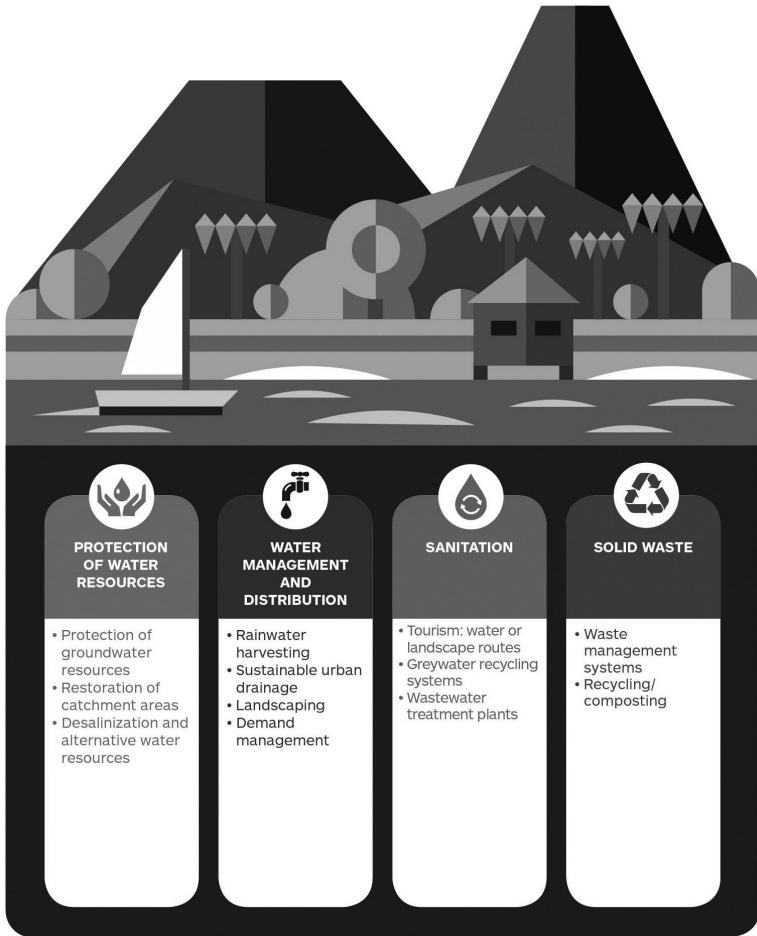 PROTECTION
OF WATER
RESOURCES
• Protection of
groundwater
resources
• Restoration of
catchment areas
• Desalinization and
alternative water
resources
WATER
MANAGEMENT
AND
DISTRIBUTION
• Rainwater
harvesting
• Sustainable urban
drainage
• Landscaping
• Demand
management
SANITATION
• Tourism: water or
landscape routes
• Greywater recycling
systems
• Wastewater
treatment plants
SOLID WASTE
• Waste
management
systems
• Recycling/
composting